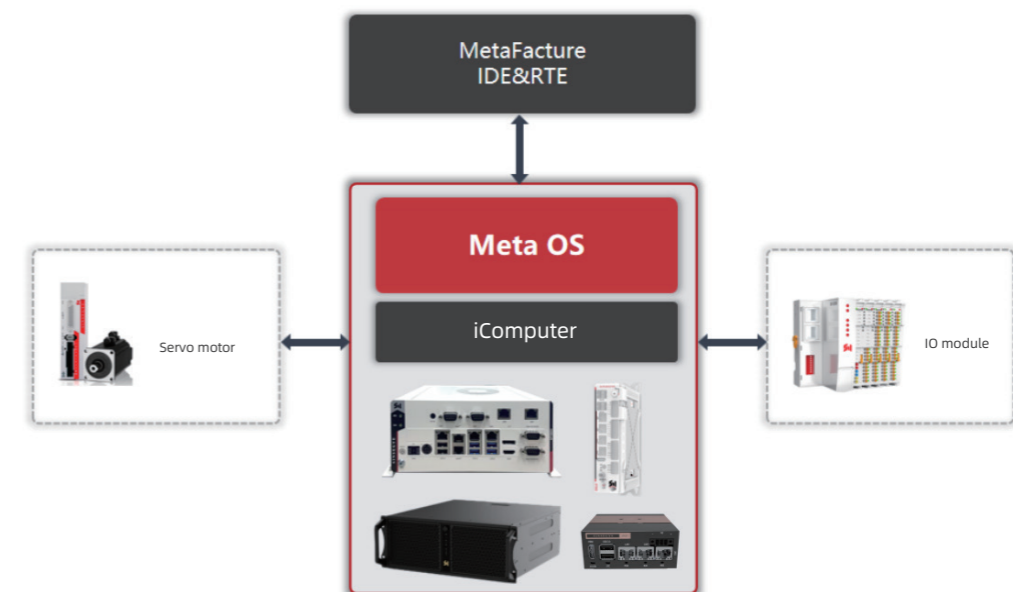 MetaFacture
IDE&RTE
Meta OS
iComputer
Servo motor
IO module